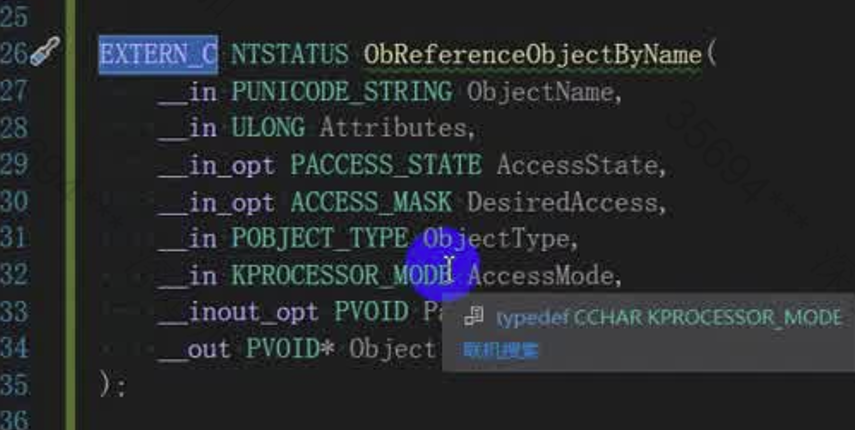 25
26 EXTERN_C NTSTATUS ObReferenceObjectByName(
27 __in PUNICODE_STRING ObjectName,
28 __in ULONG Attributes,
29 __in_opt PACCESS_STATE AccessState,
30 __in_opt ACCESS_MASK DesiredAccess,
31 __in POBJECT_TYPE ObjectType,
32 __in KPROCESSOR_MODE AccessMode,
33 __inout_opt PVOID Pa
typedef CCHAR KPROCESSOR_MODE
34 __out PVOID* Object
联机搜索
35 );
36
35694